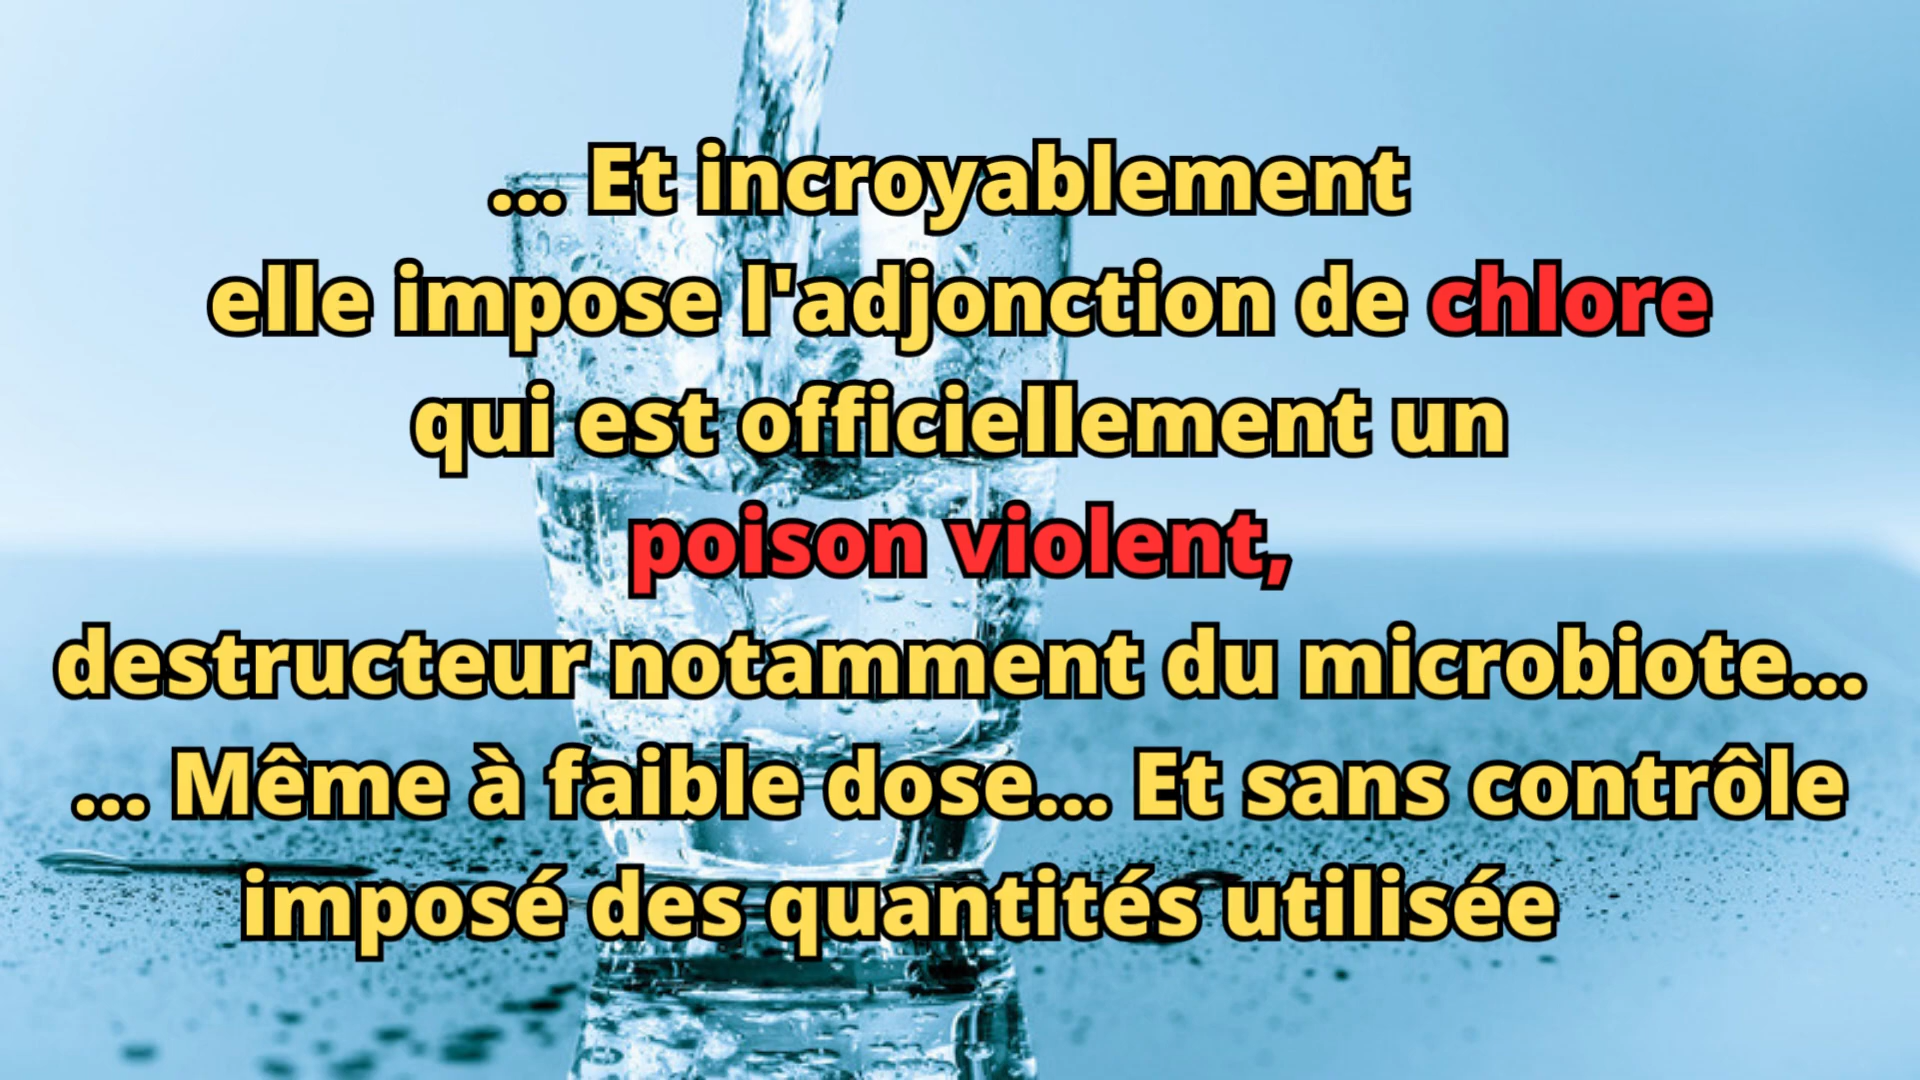 ... Et incroyablement
elle impose l'adjonction de chlore
qui est officiellement un
poison violent,
destructeur notamment du microbiote...
... Même à faible dose... Et sans contrôle
imposé des quantités utilisée